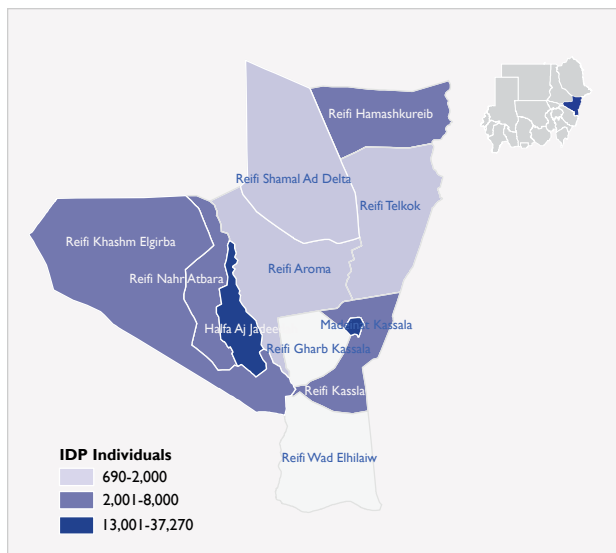 Reifi Hamashkureib
Reifi Shamal Ad Delta
Reifi Telkok
Reifi Khashm Elgirba
Reifi Aroma
Reifi Nahr Atbara
Halfa Aj Jadee
Madeinat Kassala
Reifi Gharb Kassala
Reifi Kassla
Reifi Wad Elhilaiw
IDP Individuals
690-2,000
2,001-8,000
13,001-37,270